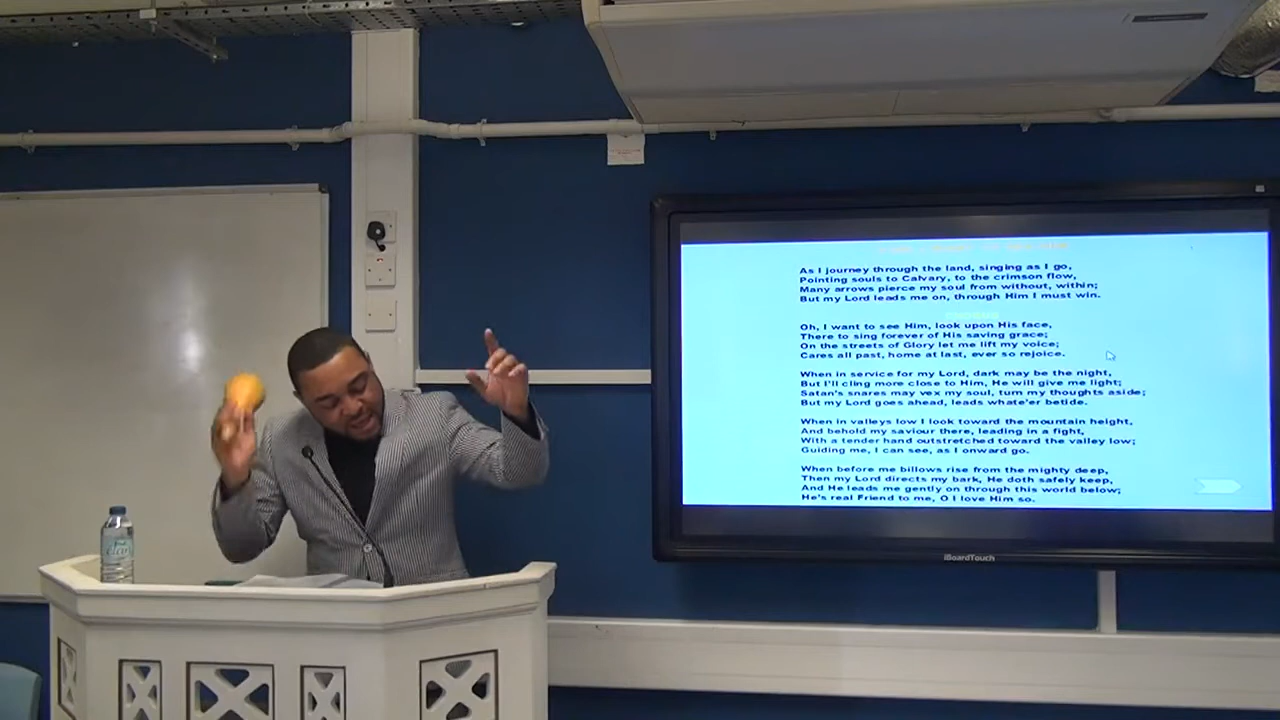 As I journey through the land, singing as I go,
Pointing souls to Calvary, to the crimson flow,
Many arrows pierce my soul from without, within;
But my Lord leads me on, through Him I must win.
CHORUS
Oh, I want to see Him, look upon His face,
There to sing forever of His saving grace;
On the streets of Glory let me lift my voice;
Cares all past, home at last, ever so rejoice.
When in service for my Lord, dark may be the night,
But I'll cling more close to Him, He will give me light;
Satan's snares may vex my soul, turn my thoughts aside;
But my Lord goes ahead, leads whate'er betide.
When in valleys low I look toward the mountain height,
And behold my saviour there, leading in a fight,
With a tender hand outstretched toward the valley low;
Guiding me, I can see, as I onward go.
When before me billows rise from the mighty deep,
Then my Lord directs my bark, He doth safely keep,
And He leads me gently on through this world below;
He's real Friend to me, O I love Him so.
iBoardTouch